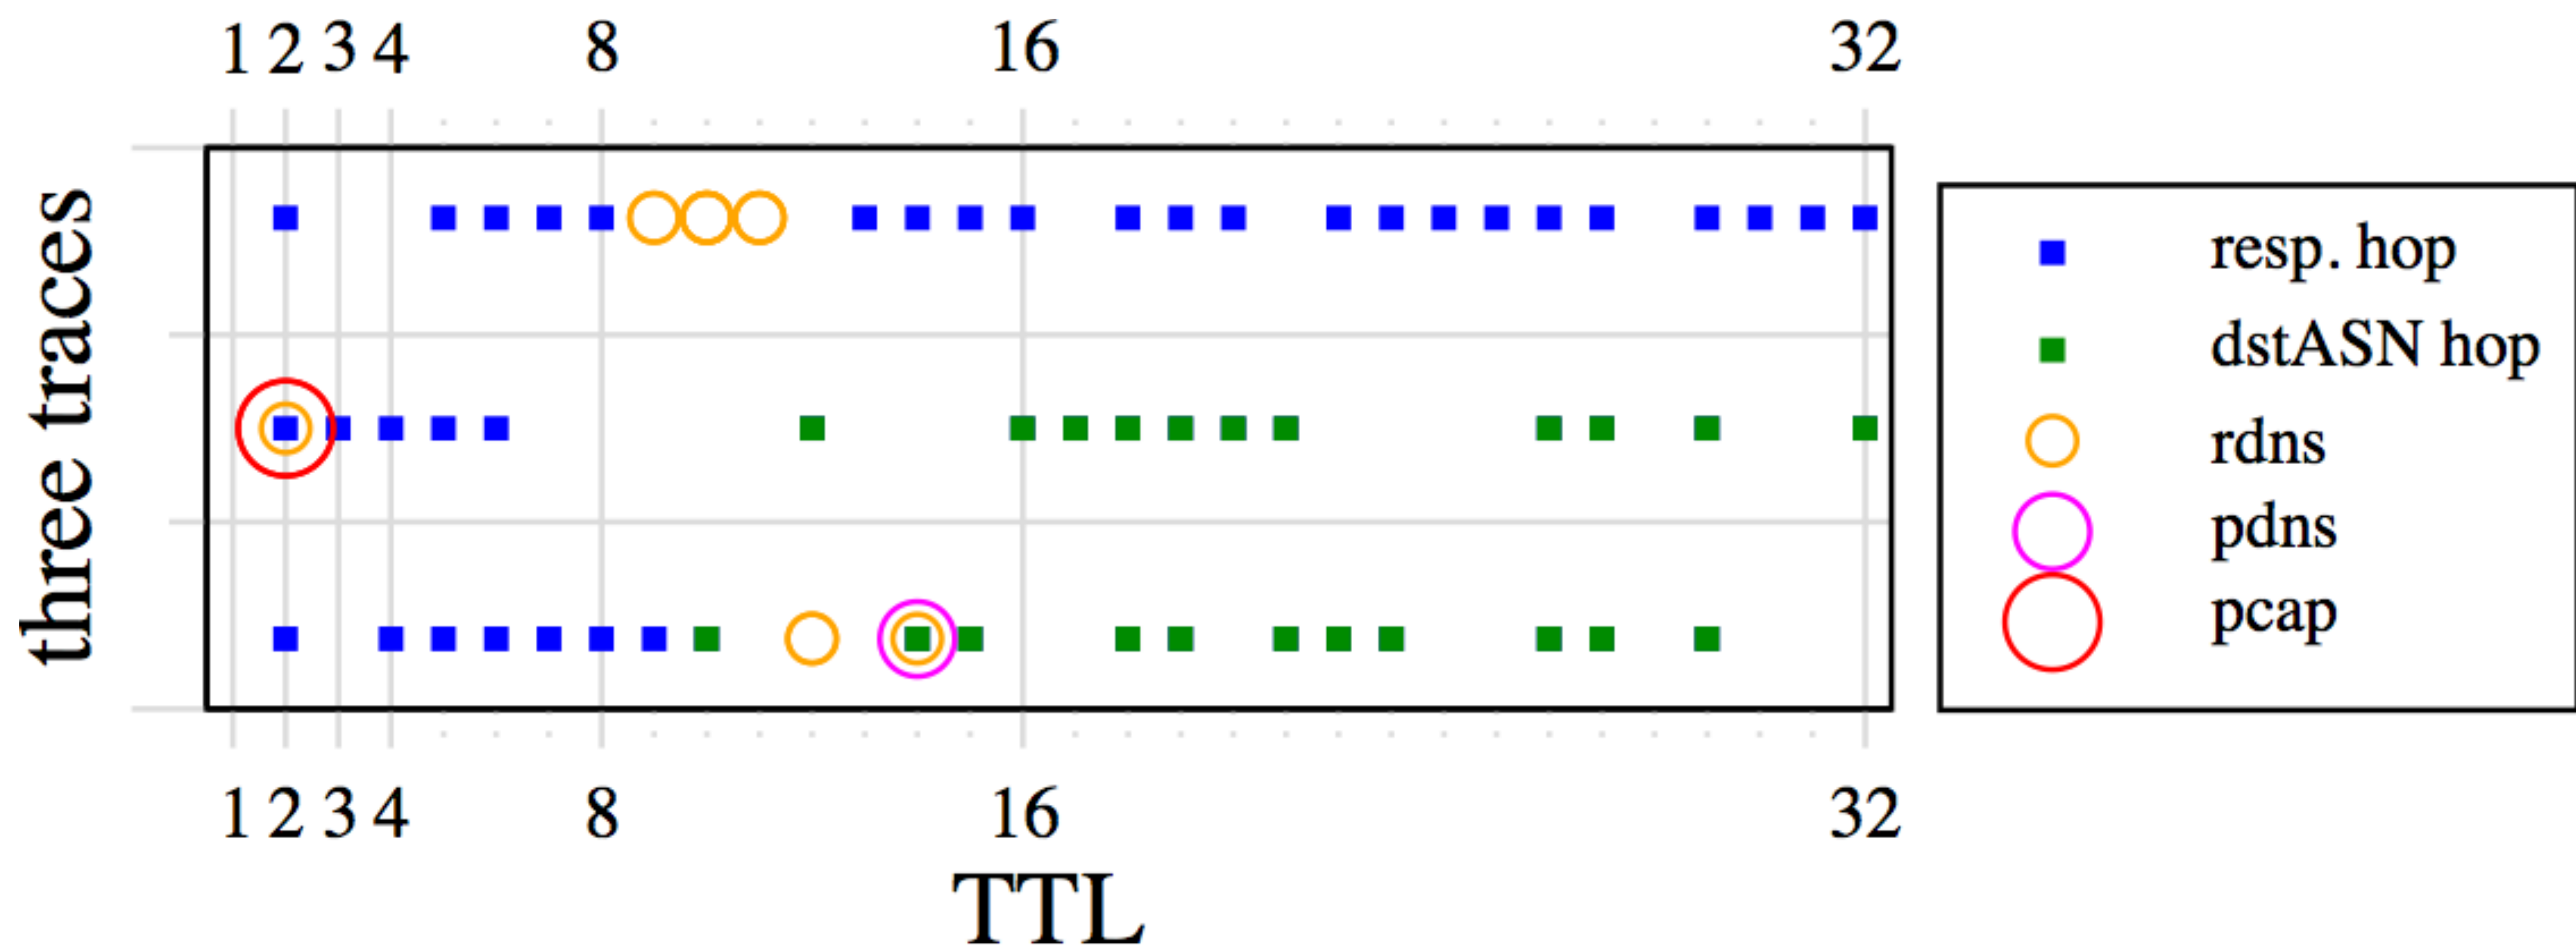 1 2 3 4 8 16 32
three traces
resp. hop
dstASN hop
rdns
pdns
pcap
1 2 3 4 8 16 32
TTL